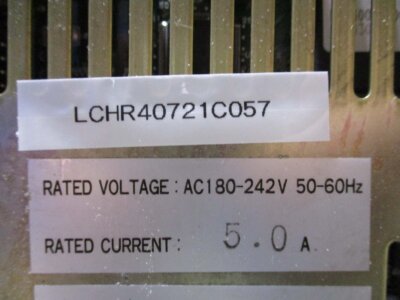 LCHR40721C057
RATED VOLTAGE : AC180-242V 50-60Hz
RATED CURRENT : 5.0 A.